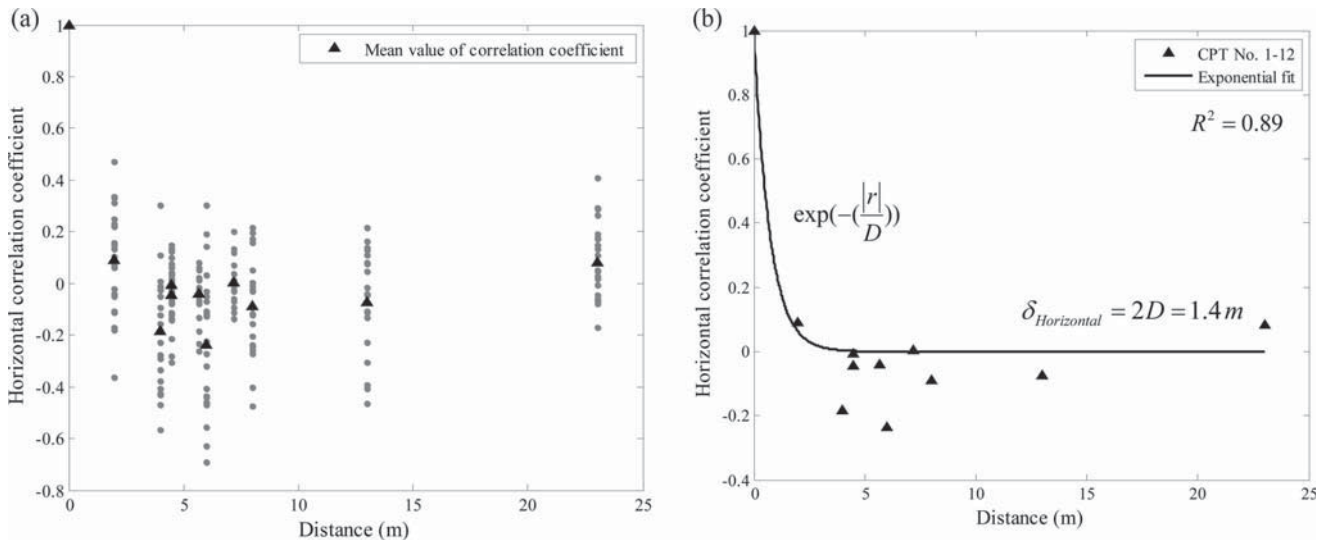 (a)
1
0.8
0.6
0.4
0.2
0
-0.2
-0.4
-0.6
-0.8
Horizontal correlation coefficient
Mean value of correlation coefficient
0 5 10 15 20 25
Distance (m)
(b)
1
0.8
0.6
0.4
0.2
0
-0.2
-0.4
Horizontal correlation coefficient
CPT No. 1-12
Exponential fit
R² = 0.89
exp(-(|r|/D))
δHorizontal = 2D = 1.4 m
0 5 10 15 20 25
Distance (m)